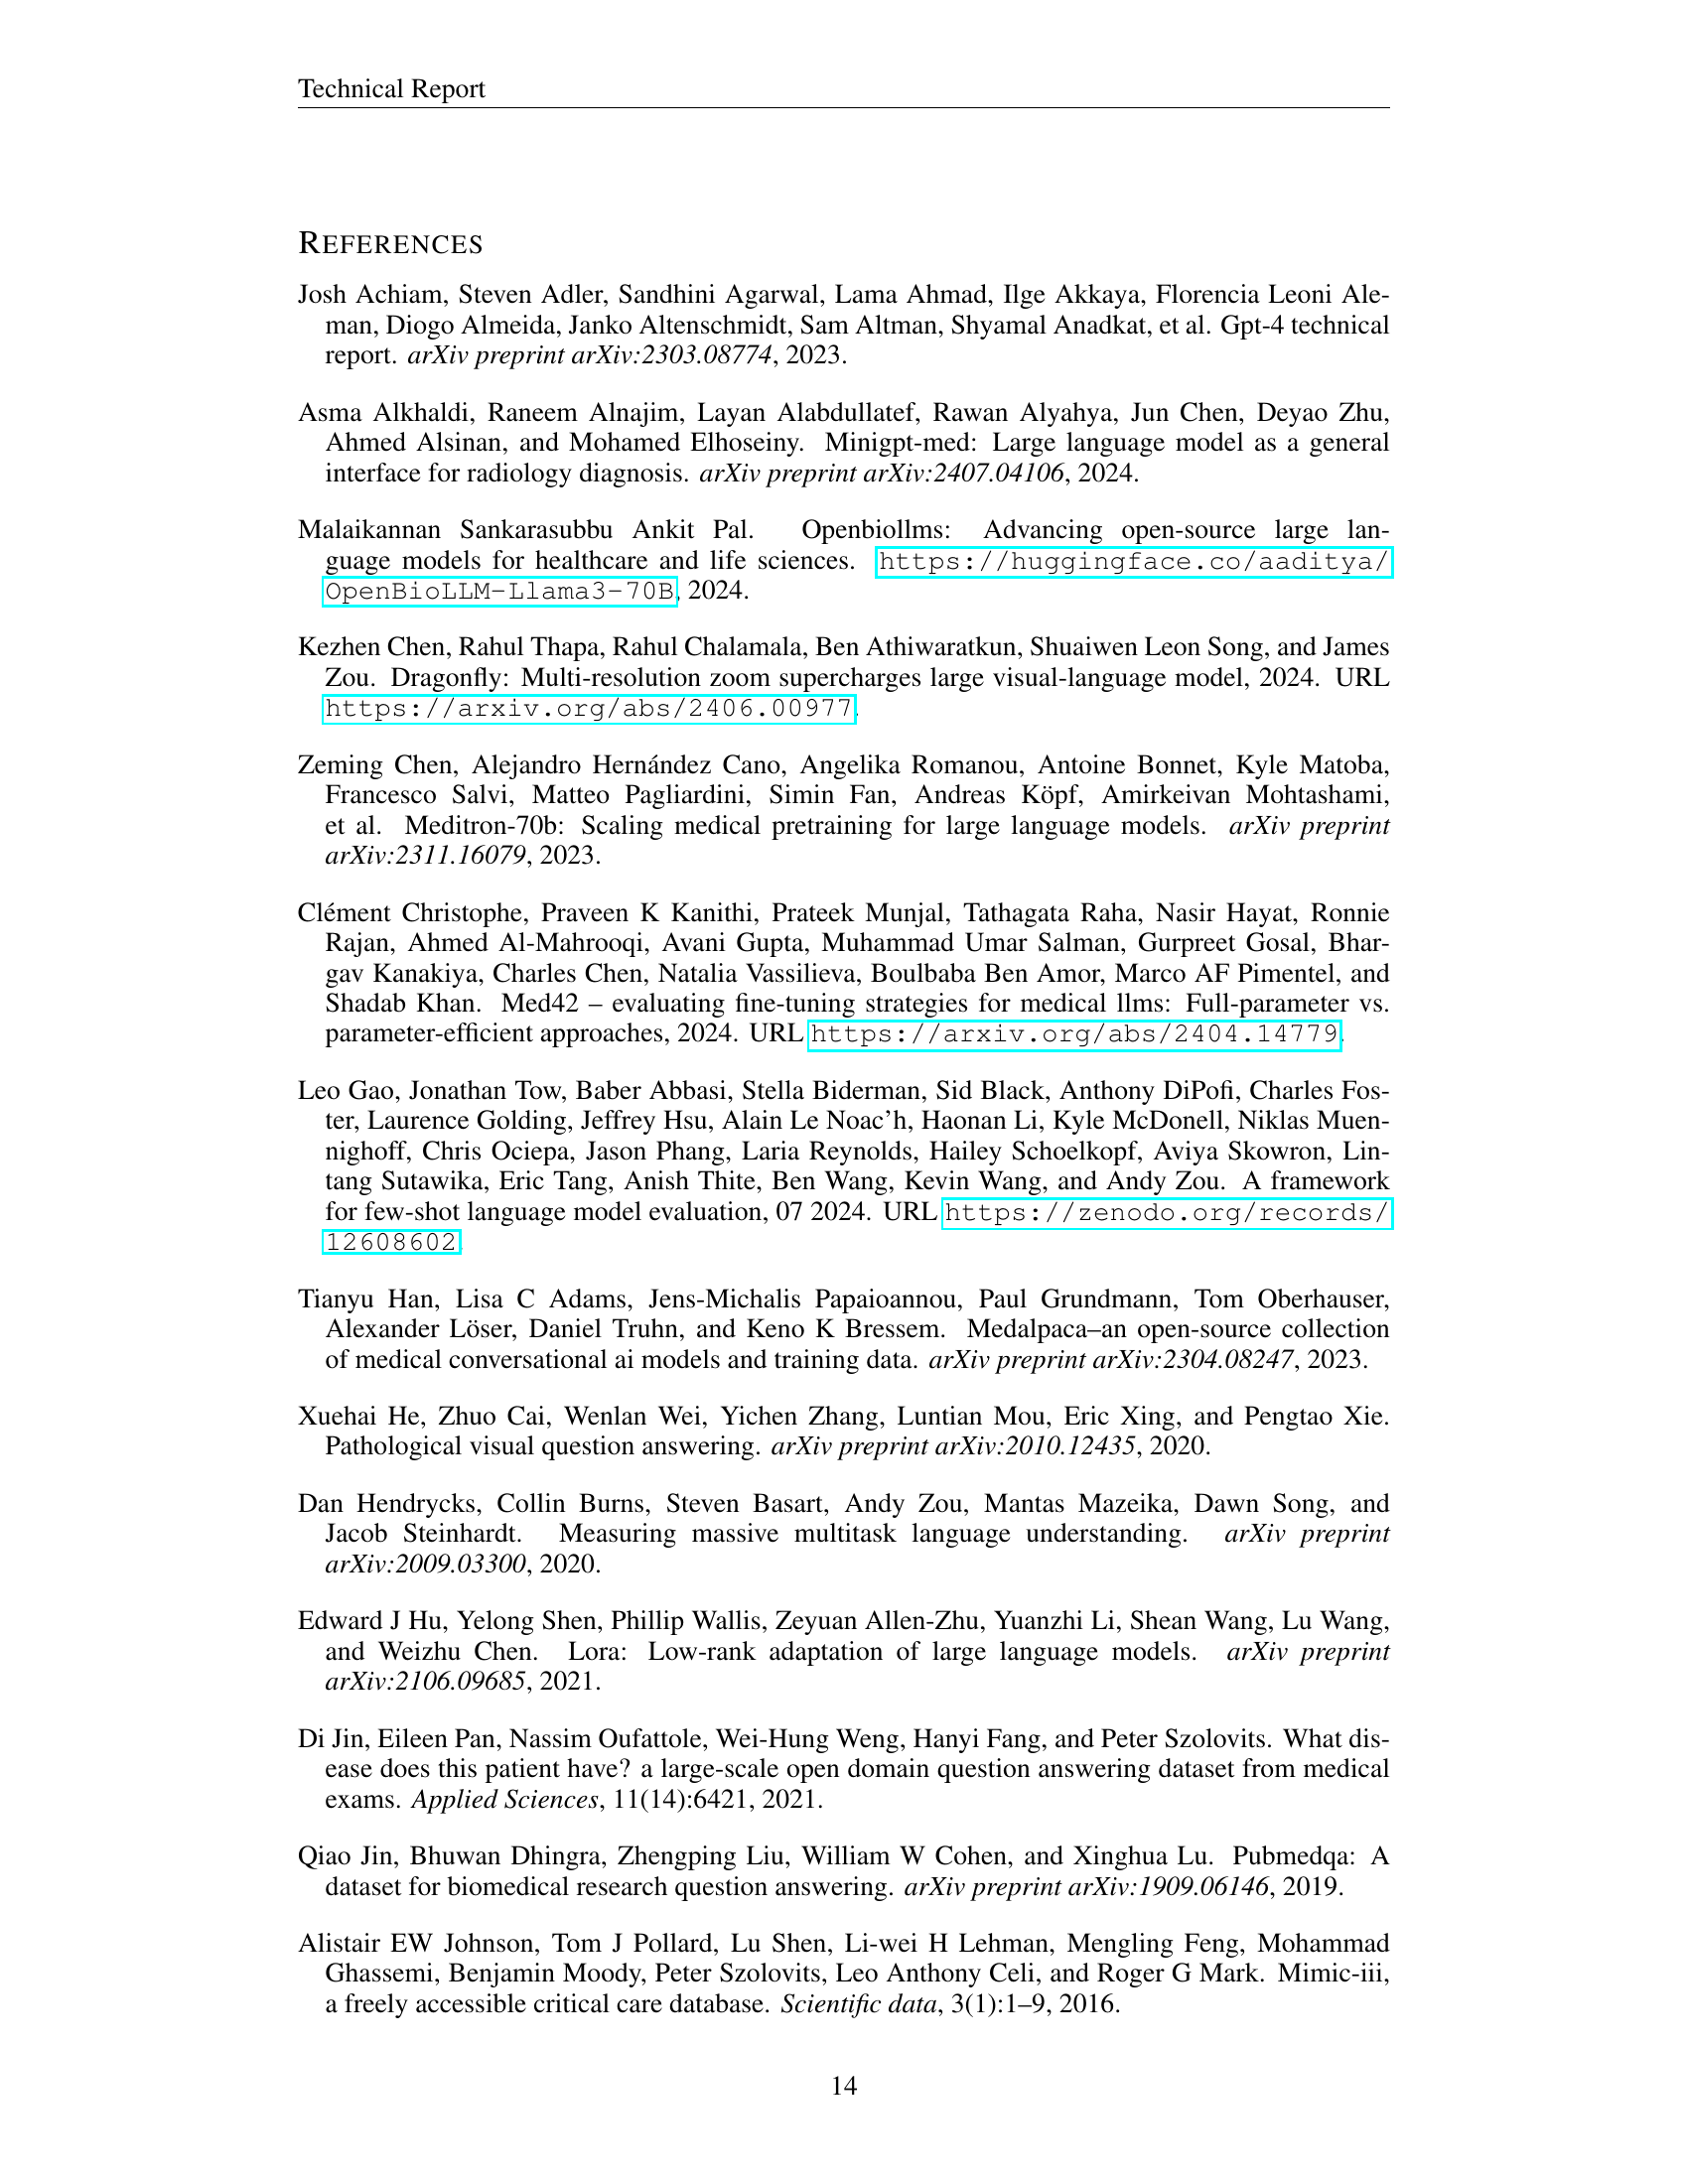 Technical Report
REFERENCES
Josh Achiam, Steven Adler, Sandhini Agarwal, Lama Ahmad, Ilge Akkaya, Florencia Leoni Ale-
man, Diogo Almeida, Janko Altenschmidt, Sam Altman, Shyamal Anadkat, et al. Gpt-4 technical
report. arXiv preprint arXiv:2303.08774, 2023.
Asma Alkhaldi, Raneem Alnajim, Layan Alabdullatef, Rawan Alyahya, Jun Chen, Deyao Zhu,
Ahmed Alsinan, and Mohamed Elhoseiny. Minigpt-med: Large language model as a general
interface for radiology diagnosis. arXiv preprint arXiv:2407.04106, 2024.
Malaikannan Sankarasubbu Ankit Pal. Openbiollms: Advancing open-source large lan-
guage models for healthcare and life sciences. https://huggingface.co/aaditya/
OpenBioLLM-Llama3-70B, 2024.
Kezhen Chen, Rahul Thapa, Rahul Chalamala, Ben Athiwaratkun, Shuaiwen Leon Song, and James
Zou. Dragonfly: Multi-resolution zoom supercharges large visual-language model, 2024. URL
https://arxiv.org/abs/2406.00977.
Zeming Chen, Alejandro Hernández Cano, Angelika Romanou, Antoine Bonnet, Kyle Matoba,
Francesco Salvi, Matteo Pagliardini, Simin Fan, Andreas Köpf, Amirkeivan Mohtashami,
et al. Meditron-70b: Scaling medical pretraining for large language models. arXiv preprint
arXiv:2311.16079, 2023.
Clément Christophe, Praveen K Kanithi, Prateek Munjal, Tathagata Raha, Nasir Hayat, Ronnie
Rajan, Ahmed Al-Mahrooqi, Avani Gupta, Muhammad Umar Salman, Gurpreet Gosal, Bhar-
gav Kanakiya, Charles Chen, Natalia Vassilieva, Boulbaba Ben Amor, Marco AF Pimentel, and
Shadab Khan. Med42 – evaluating fine-tuning strategies for medical llms: Full-parameter vs.
parameter-efficient approaches, 2024. URL https://arxiv.org/abs/2404.14779.
Leo Gao, Jonathan Tow, Baber Abbasi, Stella Biderman, Sid Black, Anthony DiPofi, Charles Fos-
ter, Laurence Golding, Jeffrey Hsu, Alain Le Noac'h, Haonan Li, Kyle McDonell, Niklas Muen-
nighoff, Chris Ociepa, Jason Phang, Laria Reynolds, Hailey Schoelkopf, Aviya Skowron, Lin-
tang Sutawika, Eric Tang, Anish Thite, Ben Wang, Kevin Wang, and Andy Zou. A framework
for few-shot language model evaluation, 07 2024. URL https://zenodo.org/records/
12608602.
Tianyu Han, Lisa C Adams, Jens-Michalis Papaioannou, Paul Grundmann, Tom Oberhauser,
Alexander Löser, Daniel Truhn, and Keno K Bressem. Medalpaca–an open-source collection
of medical conversational ai models and training data. arXiv preprint arXiv:2304.08247, 2023.
Xuehai He, Zhuo Cai, Wenlan Wei, Yichen Zhang, Luntian Mou, Eric Xing, and Pengtao Xie.
Pathological visual question answering. arXiv preprint arXiv:2010.12435, 2020.
Dan Hendrycks, Collin Burns, Steven Basart, Andy Zou, Mantas Mazeika, Dawn Song, and
Jacob Steinhardt. Measuring massive multitask language understanding. arXiv preprint
arXiv:2009.03300, 2020.
Edward J Hu, Yelong Shen, Phillip Wallis, Zeyuan Allen-Zhu, Yuanzhi Li, Shean Wang, Lu Wang,
and Weizhu Chen. Lora: Low-rank adaptation of large language models. arXiv preprint
arXiv:2106.09685, 2021.
Di Jin, Eileen Pan, Nassim Oufattole, Wei-Hung Weng, Hanyi Fang, and Peter Szolovits. What dis-
ease does this patient have? a large-scale open domain question answering dataset from medical
exams. Applied Sciences, 11(14):6421, 2021.
Qiao Jin, Bhuwan Dhingra, Zhengping Liu, William W Cohen, and Xinghua Lu. Pubmedqa: A
dataset for biomedical research question answering. arXiv preprint arXiv:1909.06146, 2019.
Alistair EW Johnson, Tom J Pollard, Lu Shen, Li-wei H Lehman, Mengling Feng, Mohammad
Ghassemi, Benjamin Moody, Peter Szolovits, Leo Anthony Celi, and Roger G Mark. Mimic-iii,
a freely accessible critical care database. Scientific data, 3(1):1–9, 2016.
14